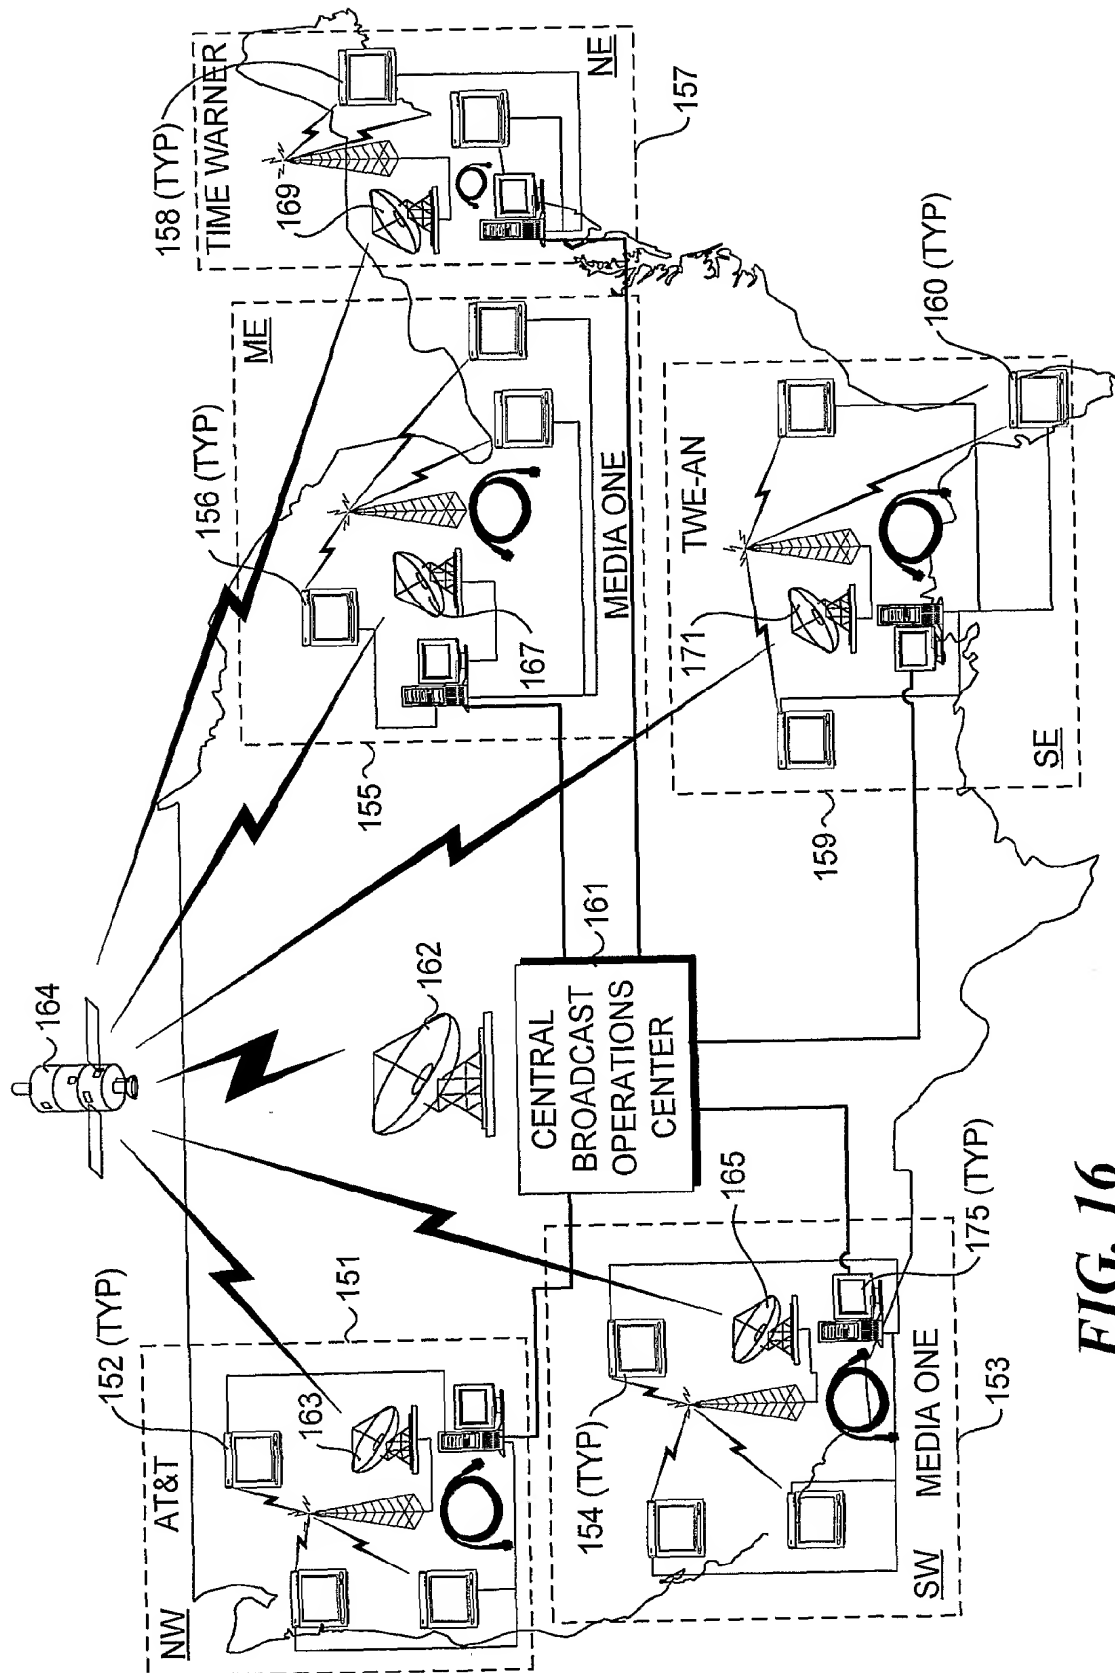 164
NW
AT&T
152 (TYP)
163
151
162
156 (TYP)
ME
158 (TYP)
TIME WARNER
169
NE
157
167
155
MEDIA ONE
CENTRAL
BROADCAST
OPERATIONS
CENTER
161
154 (TYP)
165
SW
MEDIA ONE
175 (TYP)
153
TWE-AN
171
160 (TYP)
159
SE
FIG. 16